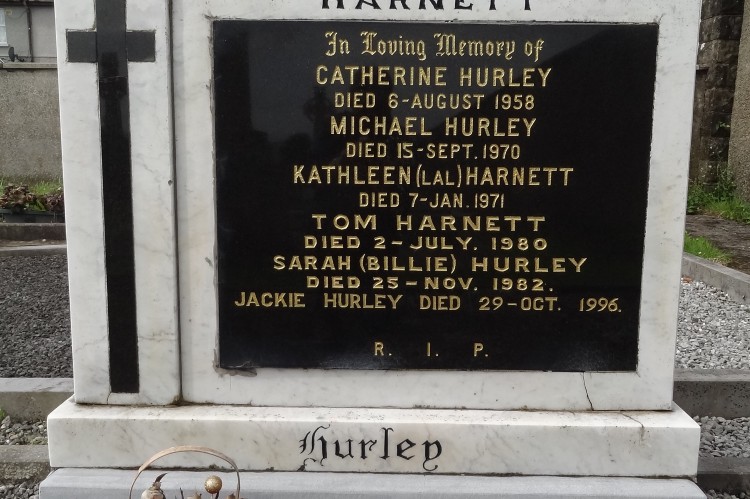 HARNETT
In Loving Memory of
CATHERINE HURLEY
DIED 6-AUGUST 1958
MICHAEL HURLEY
DIED 15-SEPT. 1970
KATHLEEN (LAL) HARNETT
DIED 7-JAN. 1971
TOM HARNETT
DIED 2-JULY. 1980
SARAH (BILLIE) HURLEY
DIED 25-NOV. 1982.
JACKIE HURLEY DIED 29-OCT. 1996.
R. I. P.
Hurley